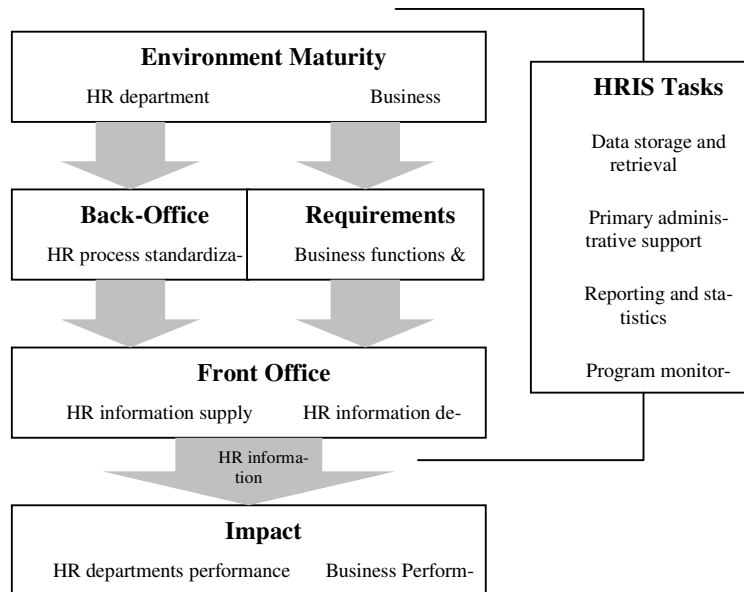 Environment Maturity
HR department Business
HRIS Tasks
Data storage and
retrieval
Primary adminis-
trative support
Reporting and sta-
tistics
Program monitor-
Back-Office
HR process standardiza-
Requirements
Business functions &
Front Office
HR information supply HR information de-
HR informa-
tion
Impact
HR departments performance Business Perform-